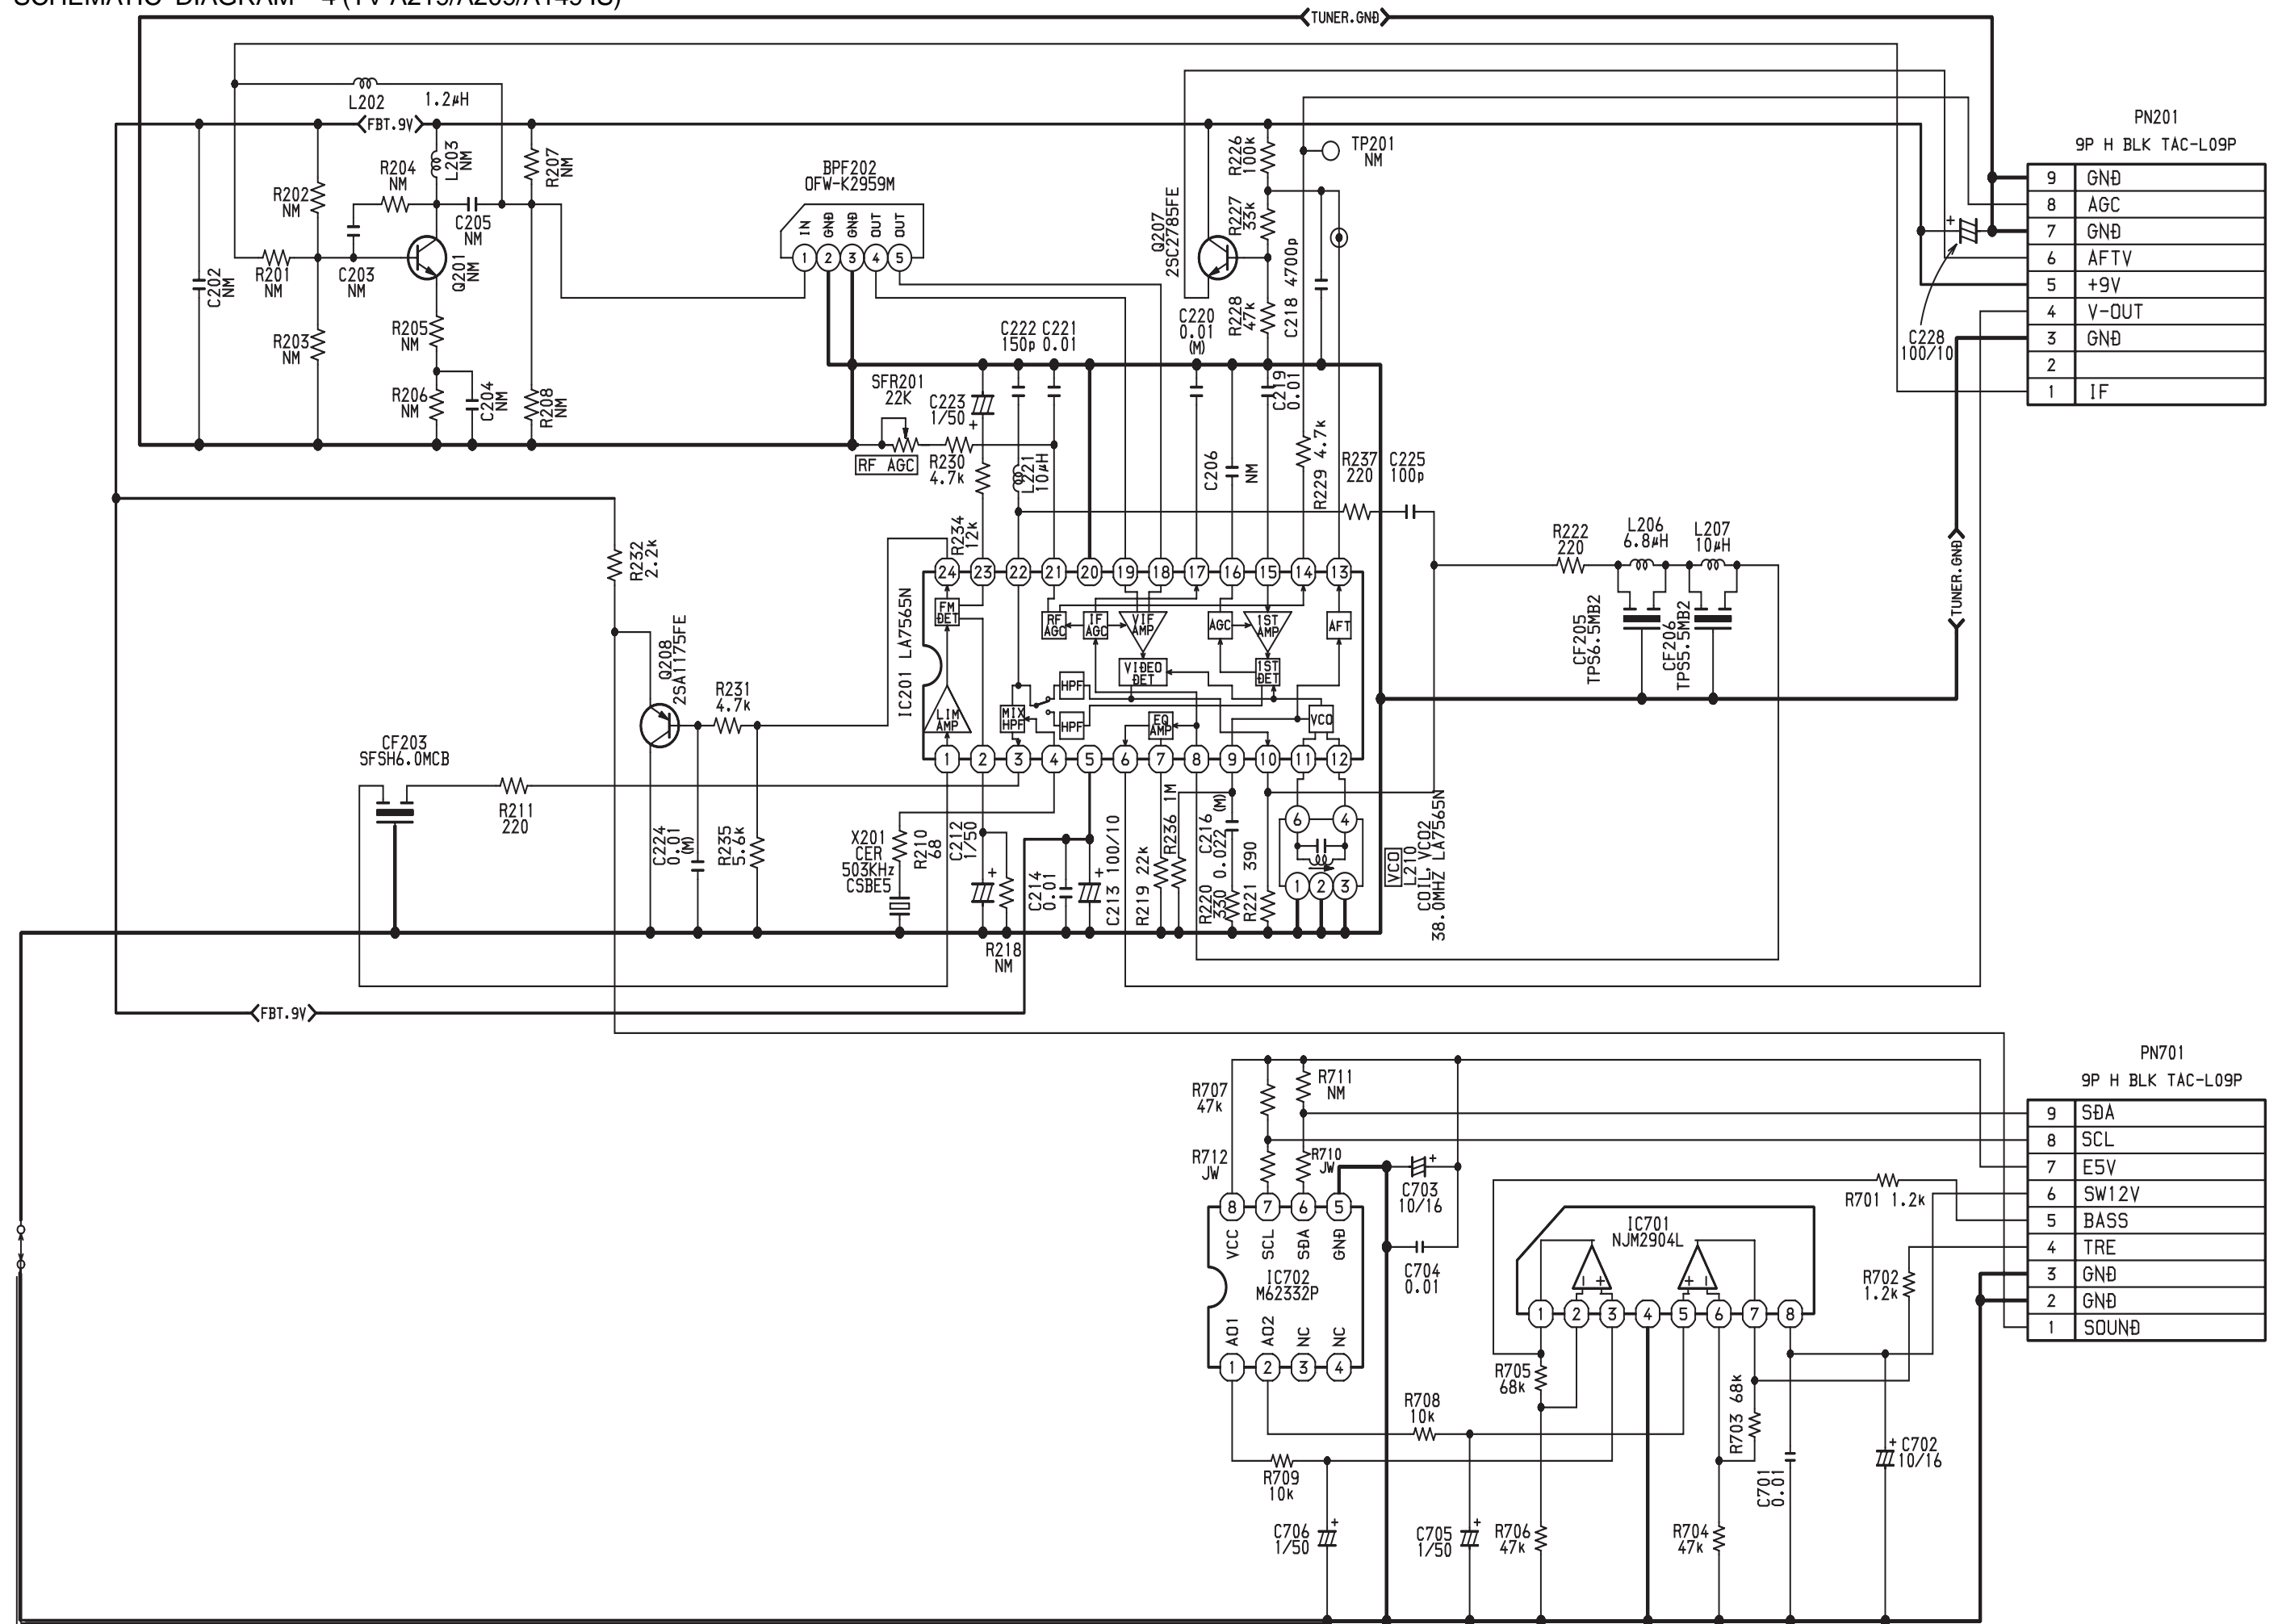 TUNER.GND
L202
1.2µH
FBT.9V
R204
NM
L203
NM
R207
NM
R202
NM
C205
NM
R201
NM
C203
NM
Q201
NM
C202
NM
R203
NM
R205
NM
R206
NM
C204
NM
R208
NM
BPF202
OFW-K2959M
IN
GND
GND
OUT
OUT
1 2 3 4 5
Q207
2SC2785FE
R226
100k
TP201
NM
R227
33k
C218 4700p
R228
47k
C220
0.01
(M)
C222
150p
C221
0.01
SFR201
22K
C223
1/50
+
RF AGC
R230
4.7k
L221
10µH
C206
NM
C219
0.01
R229 4.7k
R237
220
C225
100p
R234
12k
PN201
9P H BLK TAC-L09P
9 GND
8 AGC
7 GND
6 AFTV
5 +9V
4 V-OUT
3 GND
2
1 IF
+
C228
100/10
TUNER.GND
R232
2.2k
Q208
2SA1175FE
R231
4.7k
IC201 LA7565N
24 23 22 21 20 19 18 17 16 15 14 13
FM
DET
RF
AGC
IF
AGC
VIF
AMP
AGC
1ST
AMP
AFT
VIDEO
DET
1ST
DET
HPF
LIM
AMP
MIX
HPF
HPF
EQ
AMP
VCO
1 2 3 4 5 6 7 8 9 10 11 12
R222
220
L206
6.8µH
L207
10µH
CF205
TPS6.5MB2
CF206
TPS5.5MB2
CF203
SFSH6.0MCB
R211
220
C224
0.01
(M)
R235
5.6k
X201
CER
503KHz
CSBE5
R210
68
C212
1/50
+
R218
NM
C214
0.01
+
C213 100/10
R219 22k
R236 1M
C216 (M)
0.022
R220
330
R221 390
6 4
1 2 3
VCO
L210
COIL,VCO2
38.0MHZ LA7565N
FBT.9V
R707
47k
R711
NM
R712
JW
R710
JW
8 7 6 5
VCC
SCL
SDA
GND
IC702
M62332P
AO1
AO2
NC
NC
1 2 3 4
+
C703
10/16
C704
0.01
IC701
NJM2904L
- +
+ -
1 2 3 4 5 6 7 8
R701 1.2k
R702
1.2k
PN701
9P H BLK TAC-L09P
9 SDA
8 SCL
7 E5V
6 SW12V
5 BASS
4 TRE
3 GND
2 GND
1 SOUND
R705
68k
R708
10k
R709
10k
R703 68k
C701
0.01
+
C702
10/16
C706
1/50
+
C705
1/50
+
R706
47k
R704
47k